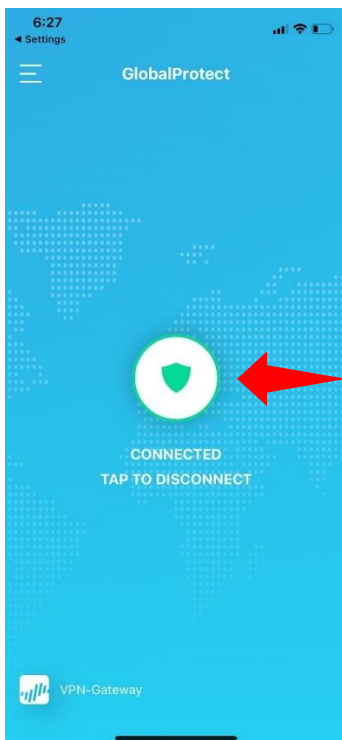 6:27
◀ Settings
GlobalProtect
CONNECTED
TAP TO DISCONNECT
VPN-Gateway